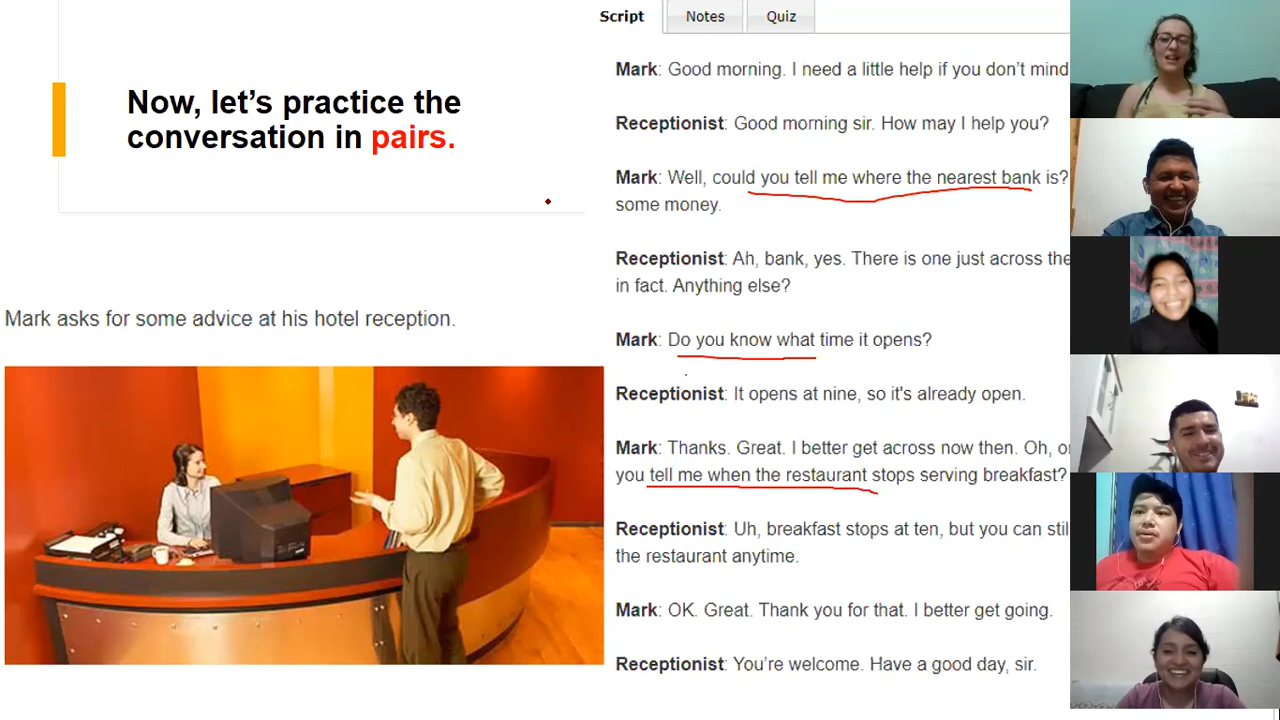 Now, let’s practice the
conversation in pairs.
Mark asks for some advice at his hotel reception.
Script
Notes
Quiz
Mark: Good morning. I need a little help if you don’t mind
Receptionist: Good morning sir. How may I help you?
Mark: Well, could you tell me where the nearest bank is?
some money.
Receptionist: Ah, bank, yes. There is one just across the
in fact. Anything else?
Mark: Do you know what time it opens?
Receptionist: It opens at nine, so it's already open.
Mark: Thanks. Great. I better get across now then. Oh,
you tell me when the restaurant stops serving breakfast?
Receptionist: Uh, breakfast stops at ten, but you can
the restaurant anytime.
Mark: OK. Great. Thank you for that. I better get going.
Receptionist: You’re welcome. Have a good day, sir.